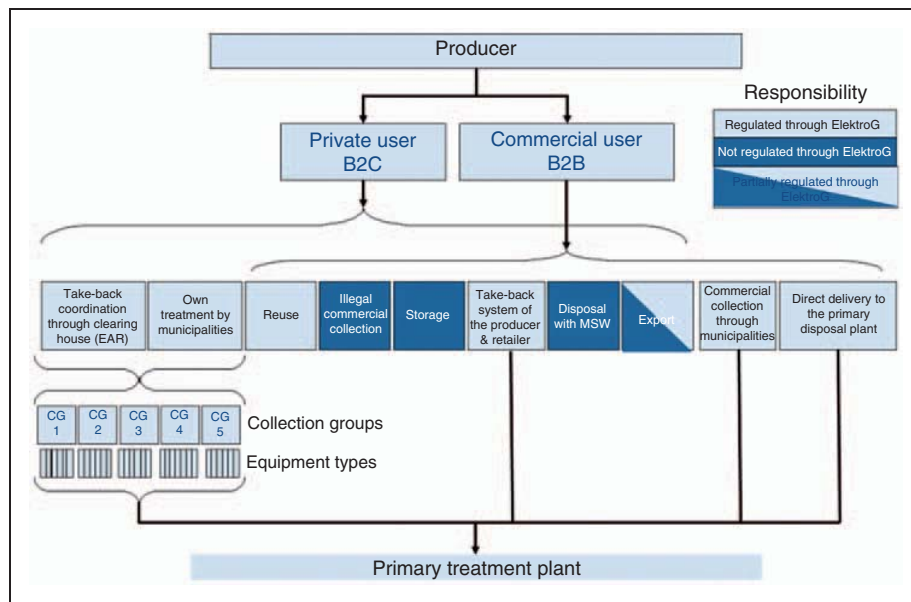 Producer
Responsibility
Regulated through ElektroG
Not regulated through ElektroG
Partially regulated through
ElektroG
Private user
B2C
Commercial user
B2B
Take-back
coordination
through clearing
house (EAR)
Own
treatment by
municipalities
Reuse
Illegal
commercial
collection
Storage
Take-back
system of
the producer
& retailer
Disposal
with MSW
Export
Commercial
collection
through
municipalities
Direct delivery to
the primary
disposal plant
CG
1
CG
2
CG
3
CG
4
CG
5
Collection groups
Equipment types
Primary treatment plant